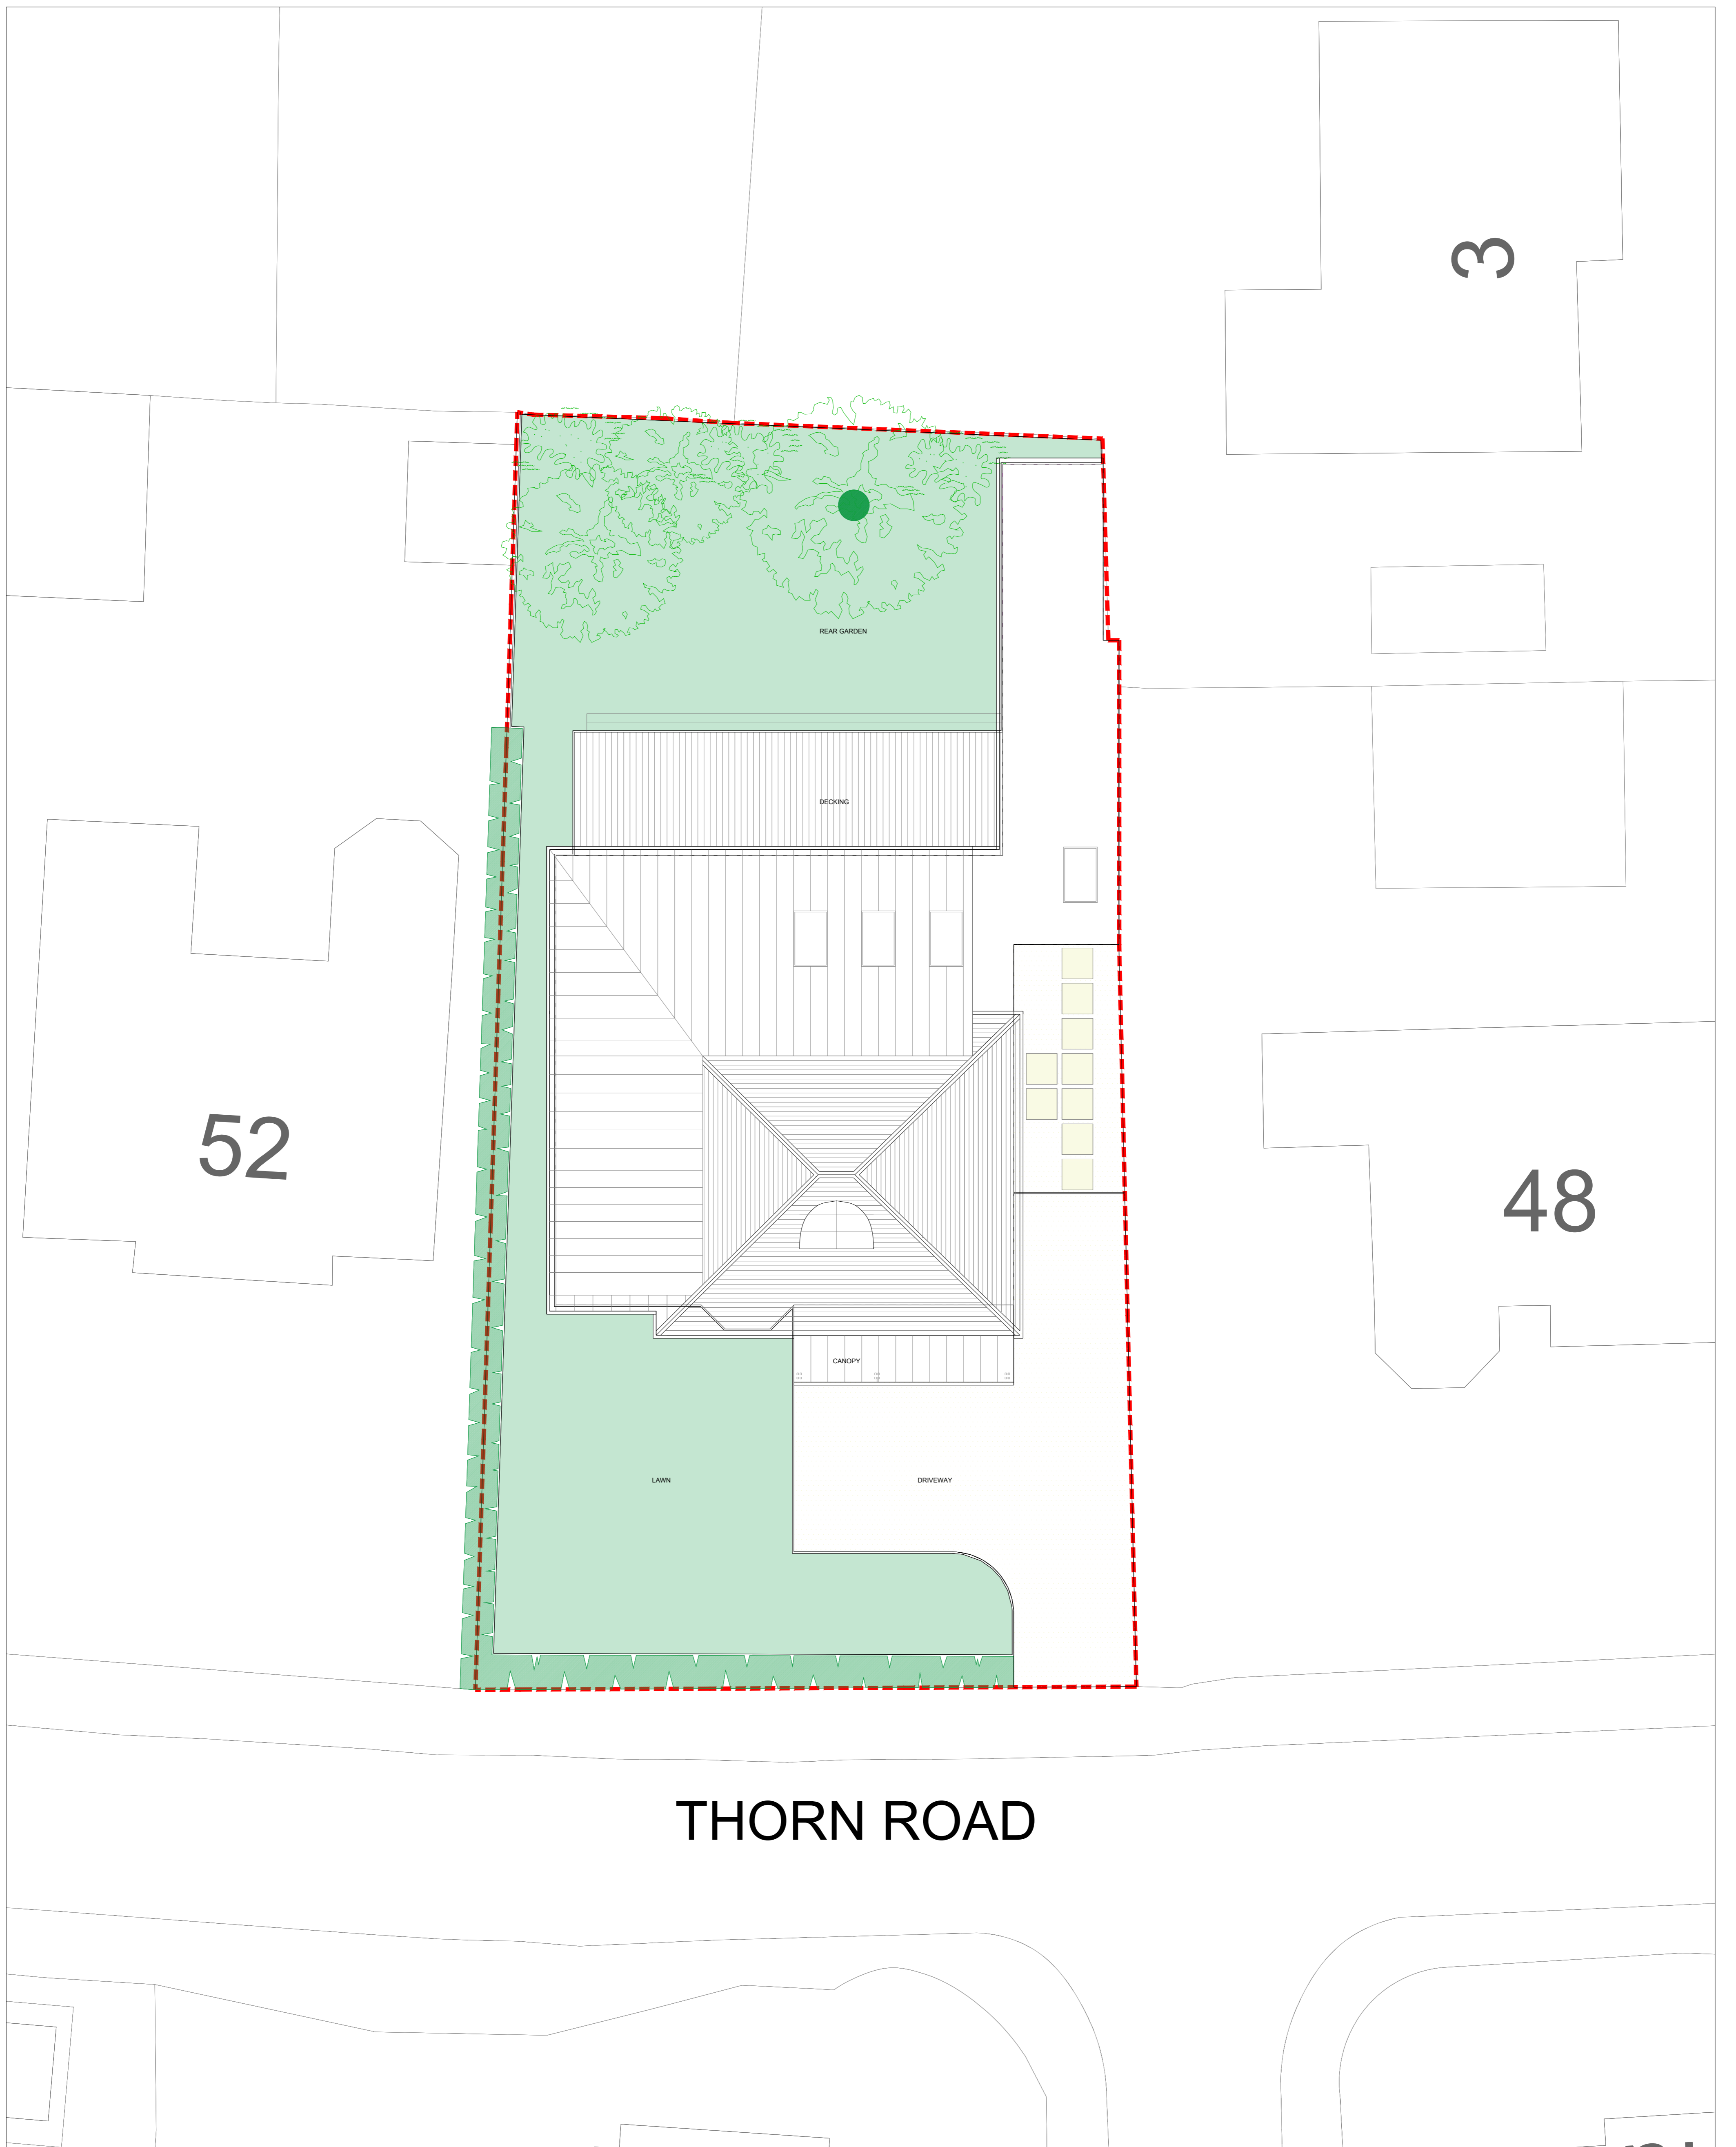 3
REAR GARDEN
DECKING
52
48
CANOPY
LAWN
DRIVEWAY
THORN ROAD